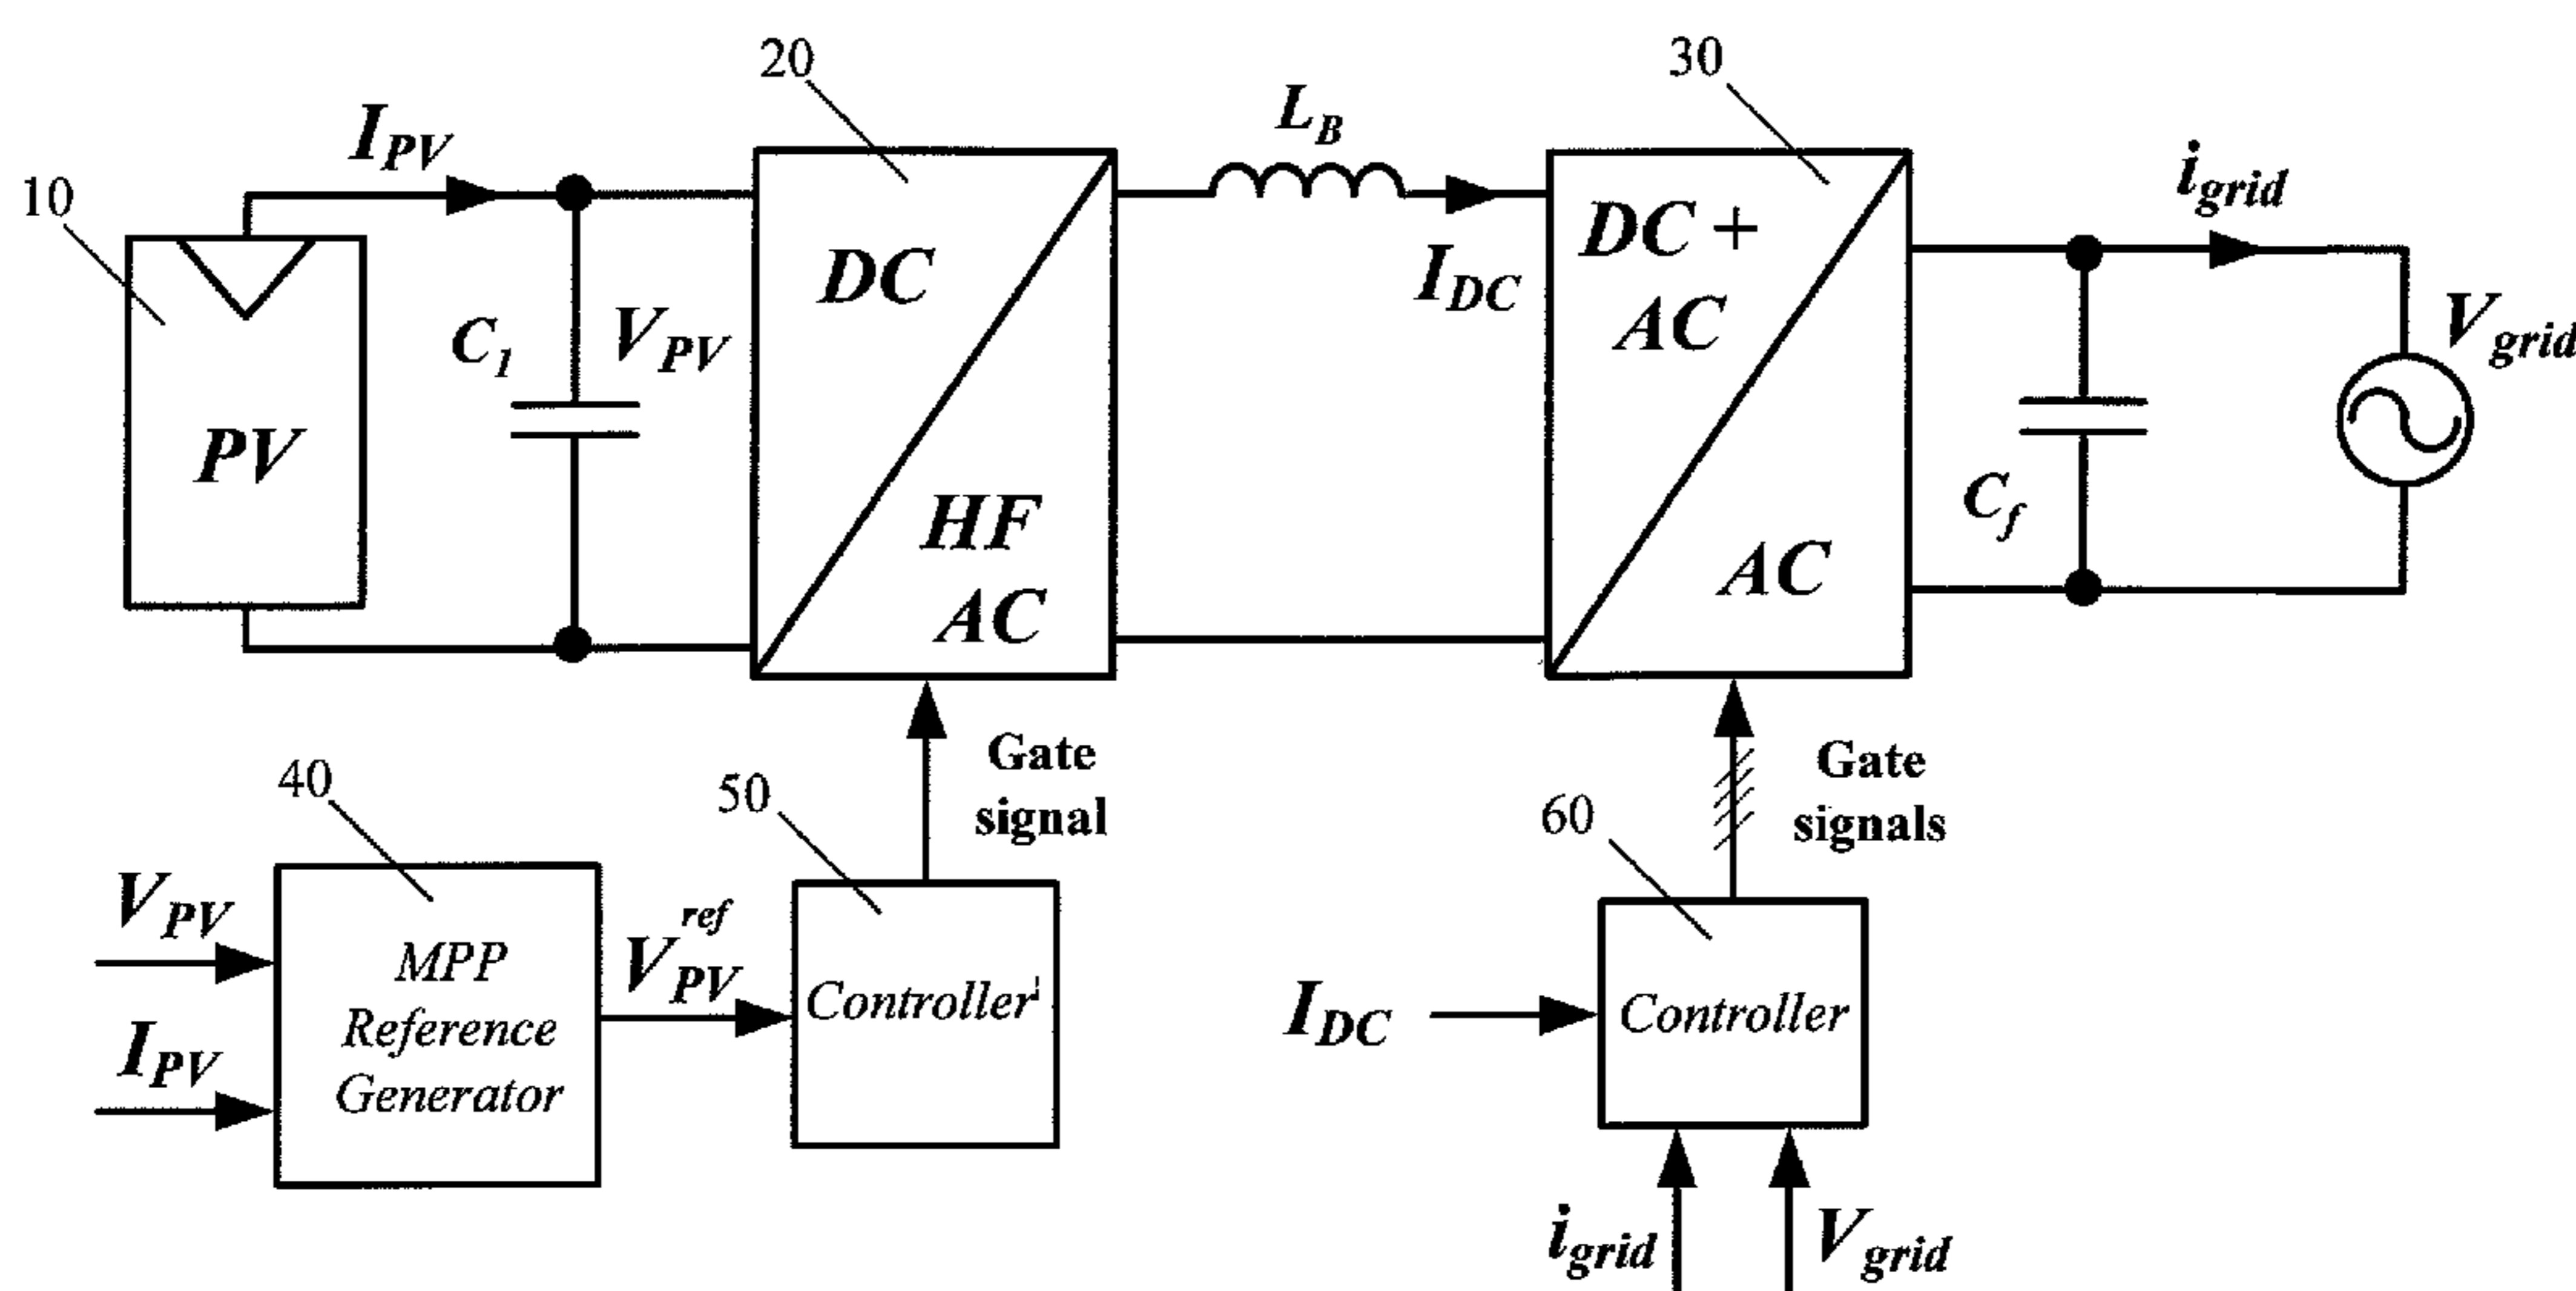 20
30
L_B
I_PV
i_grid
10
DC +
AC
DC
I_DC
V_grid
C_1
V_PV
PV
HF
AC
C_f
AC
Gate
signal
Gate
signals
40
50
60
V_PV
MPP
Reference
Generator
V_PV^ref
Controller
I_DC
Controller
I_PV
i_grid
V_grid